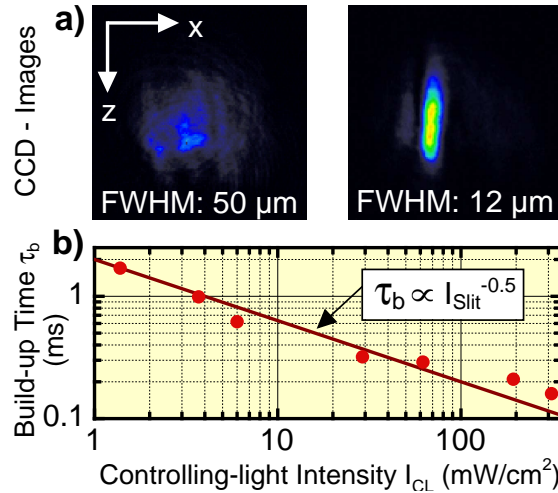 a)
x
z
CCD - Images
FWHM: 50 µm
FWHM: 12 µm
b)
τb ∝ ISlit^-0.5
Build-up Time τb
(ms)
1
0.1
1
10
100
Controlling-light Intensity ICL (mW/cm²)